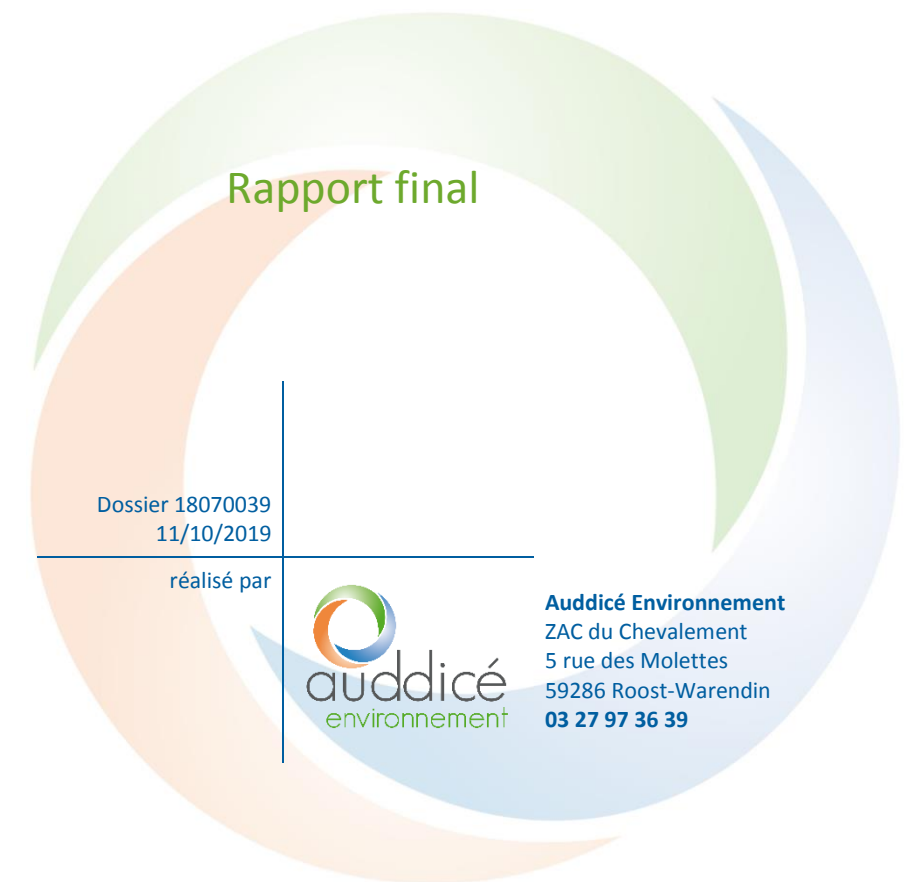 Rapport final
Dossier 18070039
11/10/2019
réalisé par
auddicé
environnement
Auddicé Environnement
ZAC du Chevalement
5 rue des Molettes
59286 Roost-Warendin
03 27 97 36 39